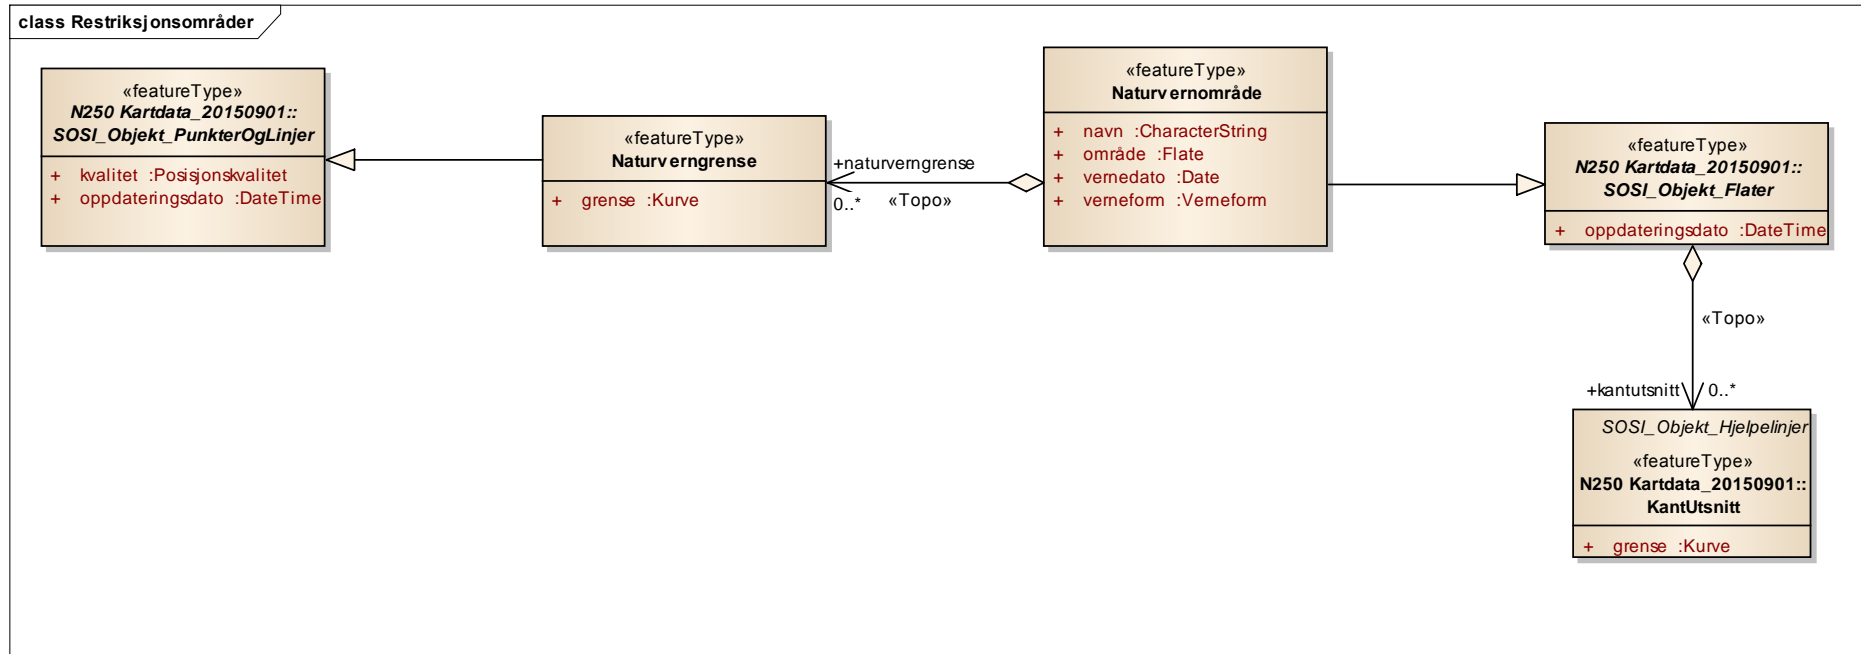 class Restriksjonsområder
«featureType»
N250 Kartdata_20150901::
SOSI_Objekt_PunkterOgLinjer
+ kvalitet :Posisjonskvalitet
+ oppdateringsdato :DateTime
«featureType»
Naturverngrense
+ grense :Kurve
+naturverngrense
0..* «Topo»
«featureType»
Naturvernområde
+ navn :CharacterString
+ område :Flate
+ vernedato :Date
+ verneform :Verneform
«featureType»
N250 Kartdata_20150901::
SOSI_Objekt_Flater
+ oppdateringsdato :DateTime
«Topo»
+kantutsnitt 0..*
SOSI_Objekt_Hjelpelinjer
«featureType»
N250 Kartdata_20150901::
KantUtsnitt
+ grense :Kurve